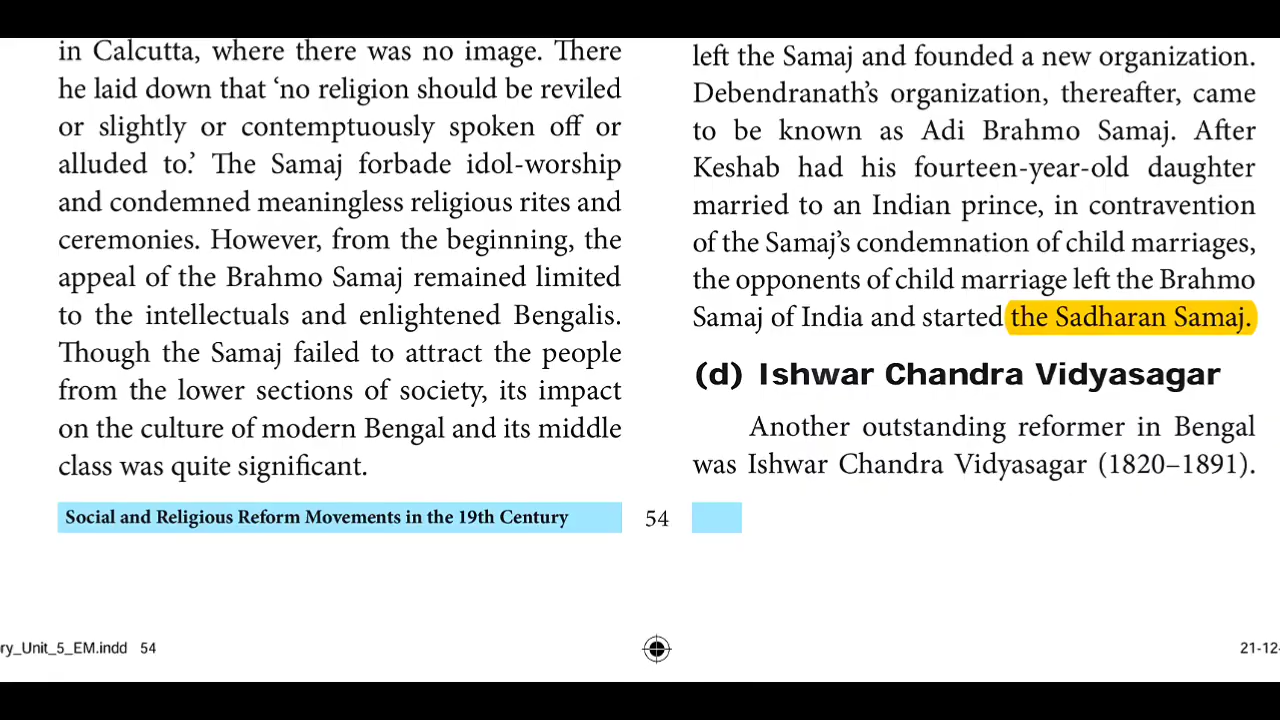 in Calcutta, where there was no image. There
he laid down that ‘no religion should be reviled
or slightly or contemptuously spoken off or
alluded to.’ The Samaj forbade idol-worship
and condemned meaningless religious rites and
ceremonies. However, from the beginning, the
appeal of the Brahmo Samaj remained limited
to the intellectuals and enlightened Bengalis.
Though the Samaj failed to attract the people
from the lower sections of society, its impact
on the culture of modern Bengal and its middle
class was quite significant.
left the Samaj and founded a new organization.
Debendranath’s organization, thereafter, came
to be known as Adi Brahmo Samaj. After
Keshab had his fourteen-year-old daughter
married to an Indian prince, in contravention
of the Samaj’s condemnation of child marriages,
the opponents of child marriage left the Brahmo
Samaj of India and started the Sadharan Samaj.
(d) Ishwar Chandra Vidyasagar
Another outstanding reformer in Bengal
was Ishwar Chandra Vidyasagar (1820–1891).
Social and Religious Reform Movements in the 19th Century
54
ry_Unit_5_EM.indd 54
21-12-